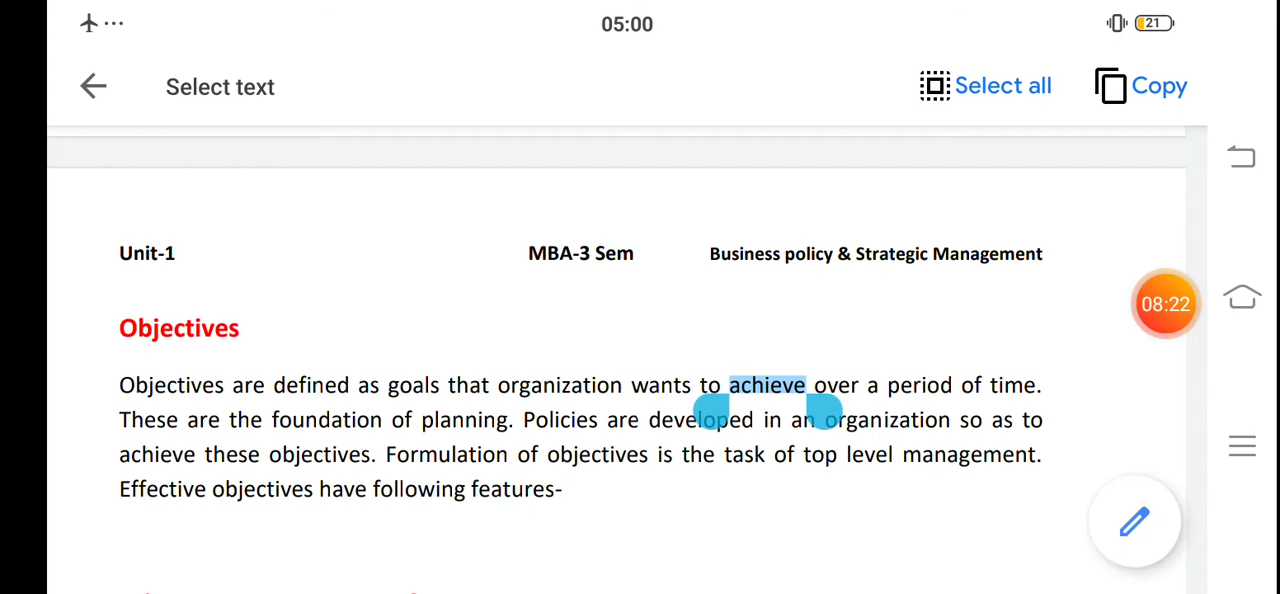 05:00
21
Select text
Select all
Copy
Unit-1 MBA-3 Sem Business policy & Strategic Management
08:22
Objectives
Objectives are defined as goals that organization wants to achieve over a period of time.
These are the foundation of planning. Policies are developed in an organization so as to
achieve these objectives. Formulation of objectives is the task of top level management.
Effective objectives have following features-